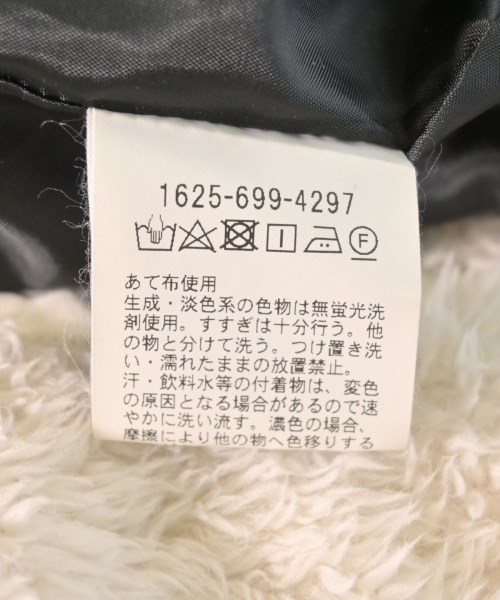 1625-699-4297
F
あて布使用
生成・淡色系の色物は無蛍光洗
剤使用。すすぎは十分行う。他
の物と分けて洗う。つけ置き洗
い・濡れたままの放置禁止。
汗・飲料水等の付着物は、変色
の原因となる場合があるので速
やかに洗い流す。濃色の場合、
摩擦により他の物へ色移りする